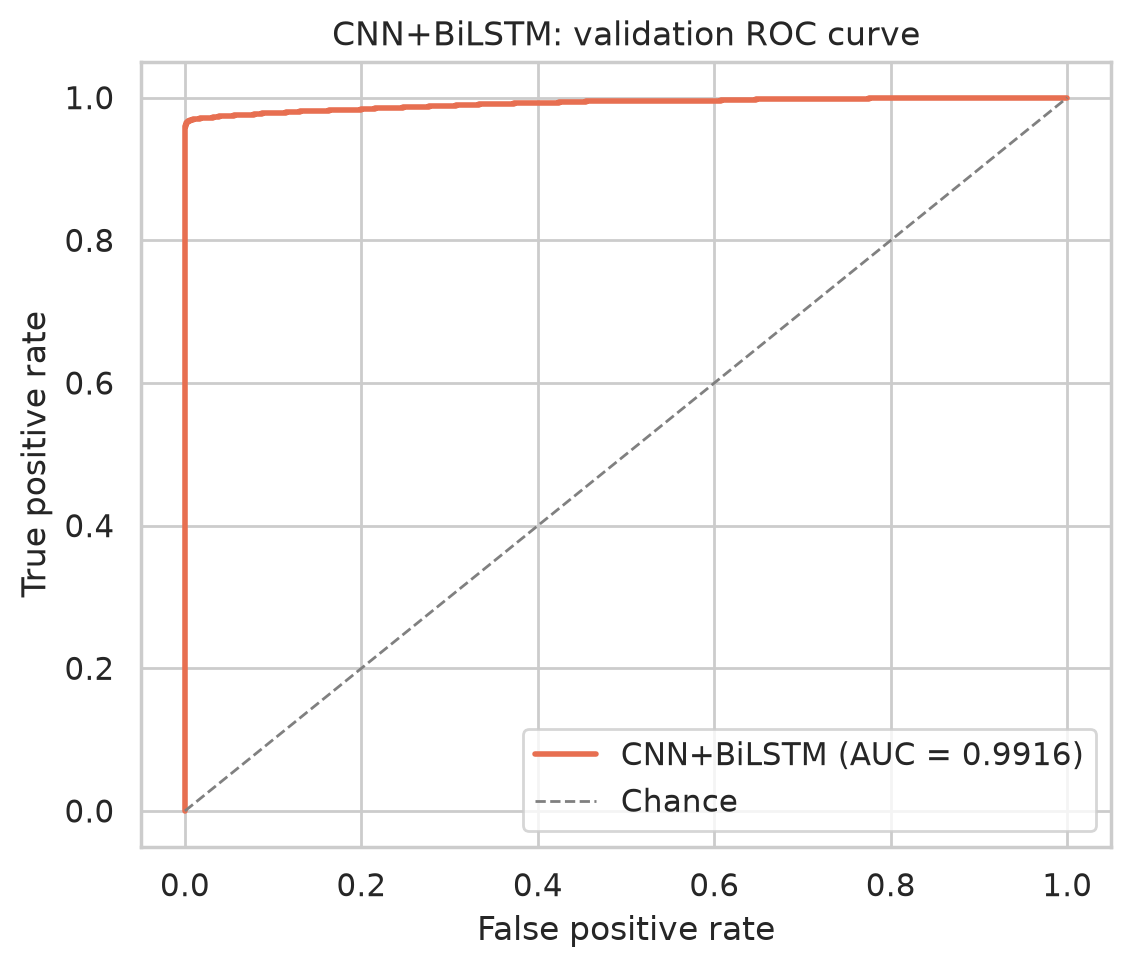 CNN+BiLSTM: validation ROC curve
1.0
0.8
0.6
0.4
0.2
0.0
True positive rate
CNN+BiLSTM (AUC = 0.9916)
Chance
0.0 0.2 0.4 0.6 0.8 1.0
False positive rate